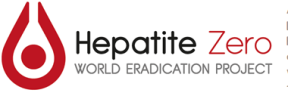 Hepatite Zero
WORLD ERADICATION PROJECT